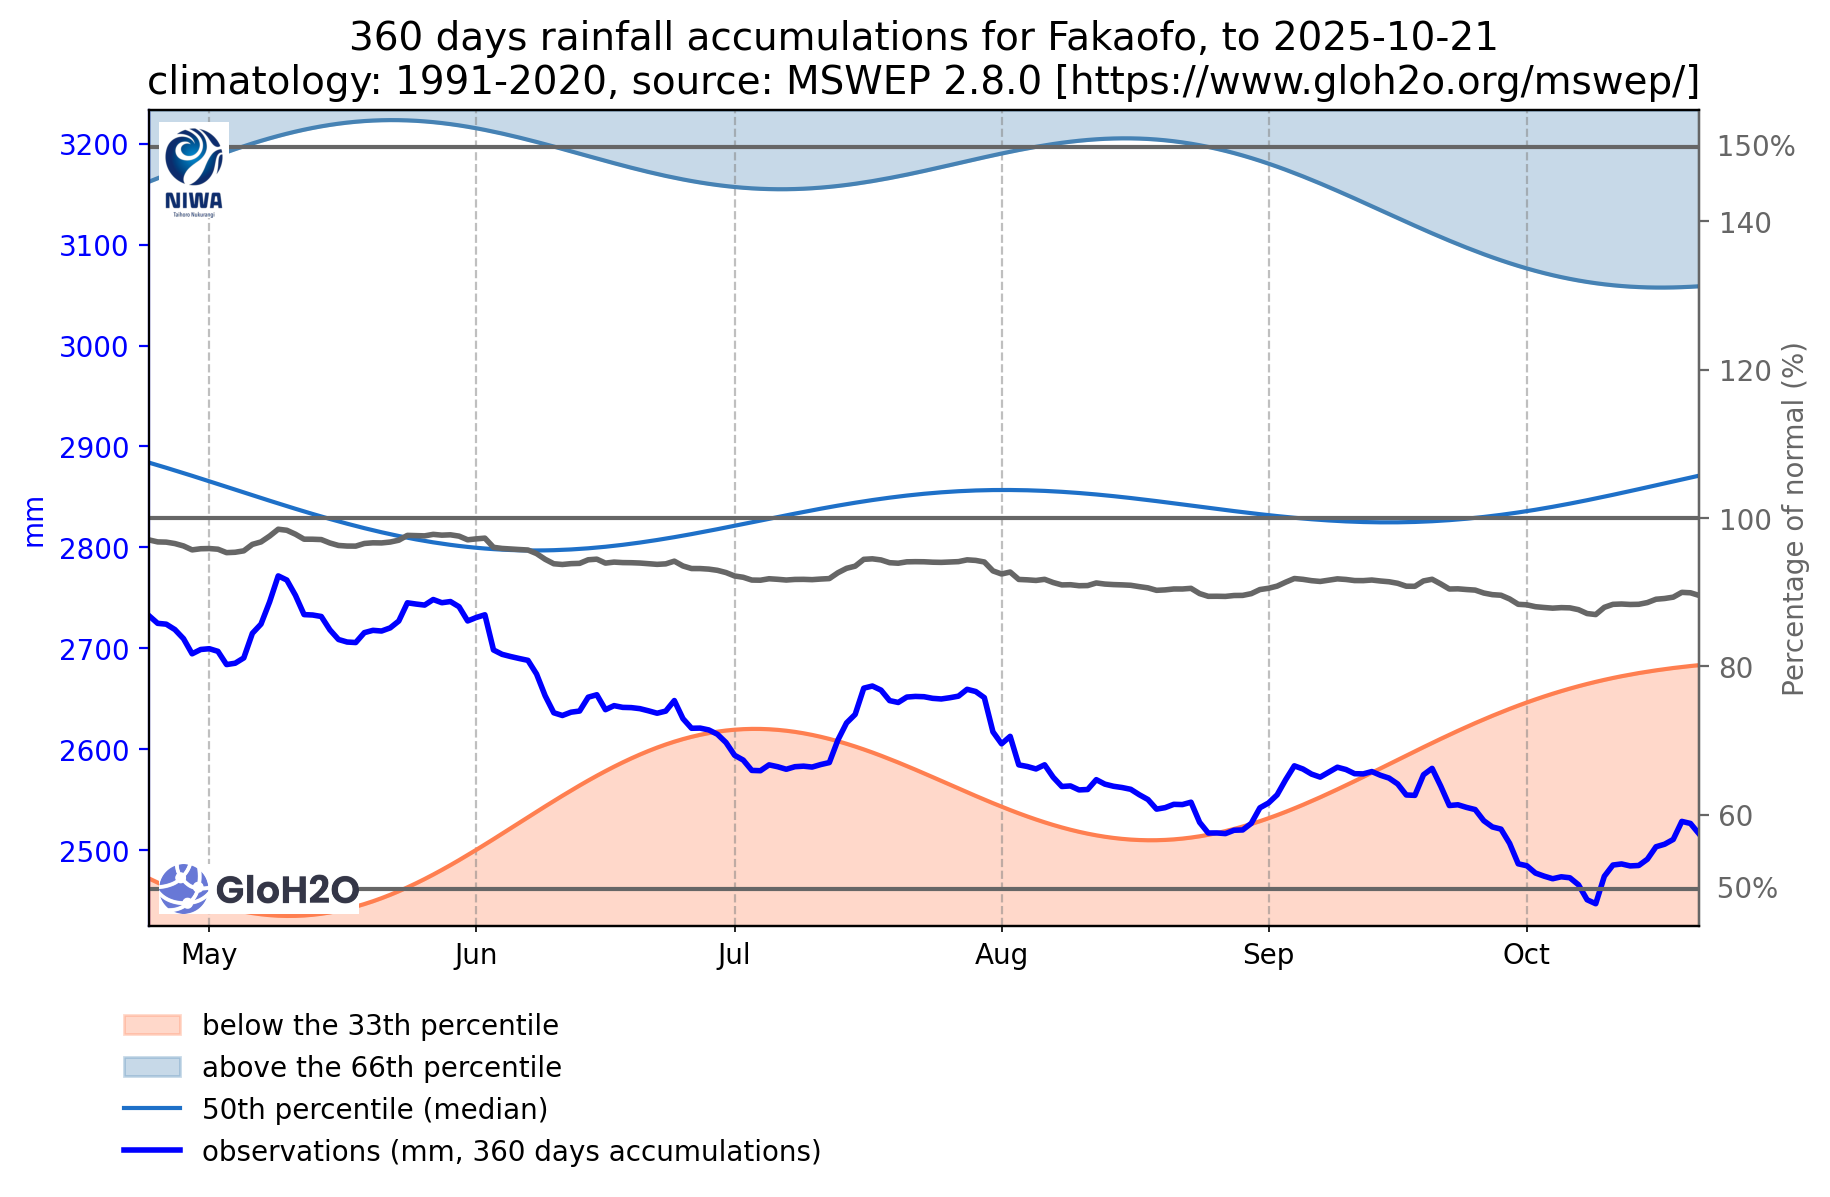 360 days rainfall accumulations for Fakaofo, to 2025-10-21
climatology: 1991-2020, source: MSWEP 2.8.0 [https://www.gloh2o.org/mswep/]
3200
3100
3000
2900
2800
2700
2600
2500
mm
NIWA
Taihoro Nukurangi
GloH2O
150%
140
120
100
80
60
50%
Percentage of normal (%)
May
Jun
Jul
Aug
Sep
Oct
below the 33th percentile
above the 66th percentile
50th percentile (median)
observations (mm, 360 days accumulations)